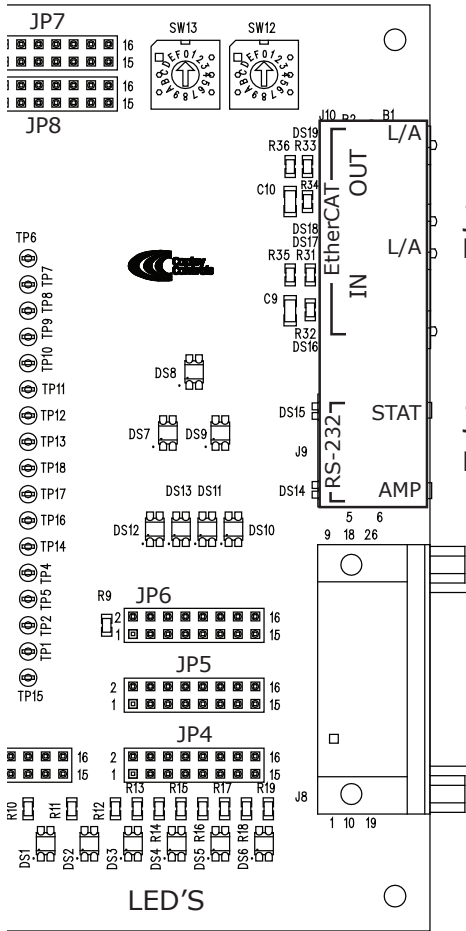 JP7
SW13 SW12
16
15
16
15
JP8
DEF0123456789ABC
DEF0123456789ABC
J10 B2 B1
DS19 L/A
R36 R33
OUT
EtherCAT
C10 R34
DS18
DS17 L/A
R35 R31
IN
C9
R32
DS16
TP6
TP7
TP8
TP9
TP10
TP11
TP12
TP13
TP18
TP17
TP16
TP14
TP4
TP5
TP2
TP1
TP15
Copley
Controls
DS8
DS7 DS9
DS15 STAT
J9
RS-232
DS14 AMP
DS13 DS11
DS12 DS10
5 6
9 18 26
R9 JP6
2 16
1 15
JP5
2 16
1 15
JP4
16 2 16
15 1 15
J8
1 10 19
R10 R11 R12 R13 R14 R15 R16 R17 R18 R19
DS1 DS2 DS3 DS4 DS5 DS6
LED'S